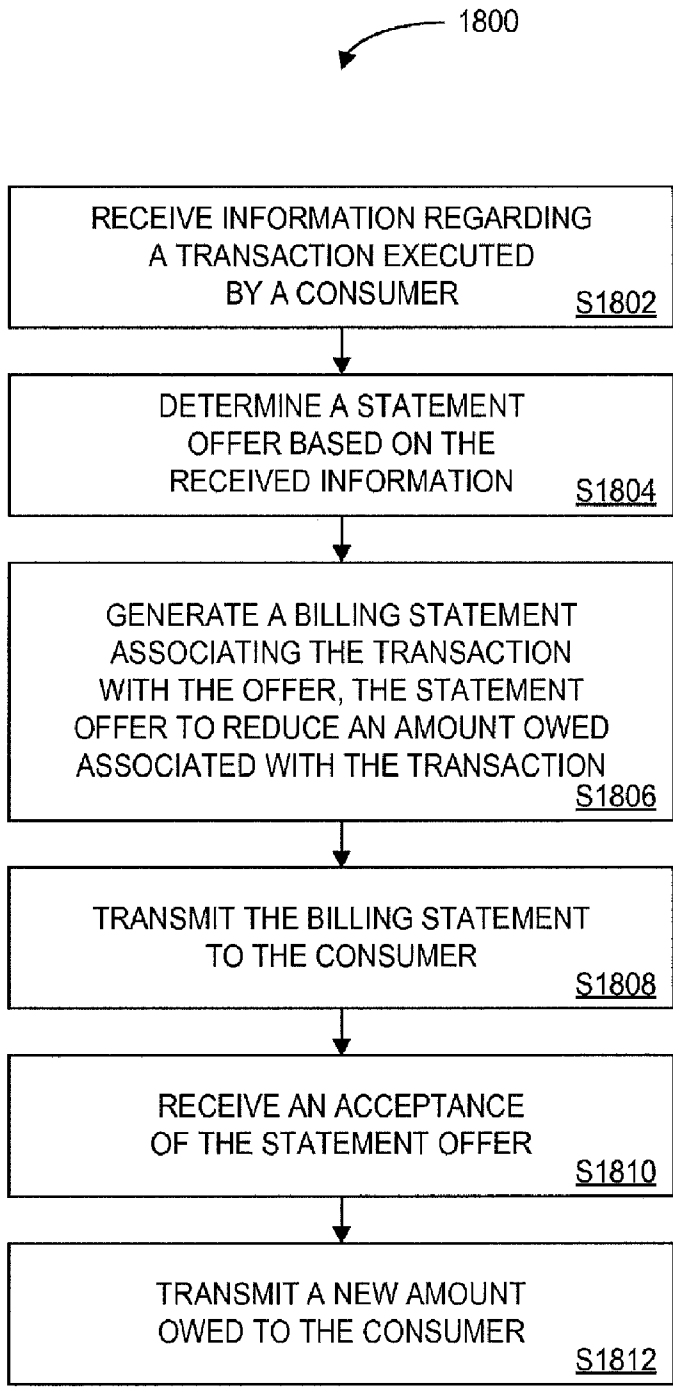 1800
RECEIVE INFORMATION REGARDING
A TRANSACTION EXECUTED
BY A CONSUMER
S1802
DETERMINE A STATEMENT
OFFER BASED ON THE
RECEIVED INFORMATION
S1804
GENERATE A BILLING STATEMENT
ASSOCIATING THE TRANSACTION
WITH THE OFFER, THE STATEMENT
OFFER TO REDUCE AN AMOUNT OWED
ASSOCIATED WITH THE TRANSACTION
S1806
TRANSMIT THE BILLING STATEMENT
TO THE CONSUMER
S1808
RECEIVE AN ACCEPTANCE
OF THE STATEMENT OFFER
S1810
TRANSMIT A NEW AMOUNT
OWED TO THE CONSUMER
S1812